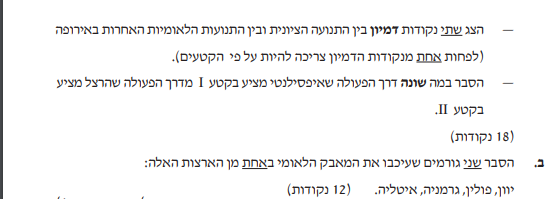 — הצג שתי נקודות דמיון בין התנועה הציונית ובין התנועות הלאומיות האחרות באירופה
(לפחות אחת מנקודות הדמיון צריכה להיות על פי הקטעים).
— הסבר במה שונה דרך הפעולה שאיפסילנטי מציע בקטע I מדרך הפעולה שהרצל מציע
בקטע II.
(18 נקודות)
ב. הסבר שני גורמים שעיכבו את המאבק הלאומי באחת מן הארצות האלה:
יוון, פולין, גרמניה, איטליה. (12 נקודות)